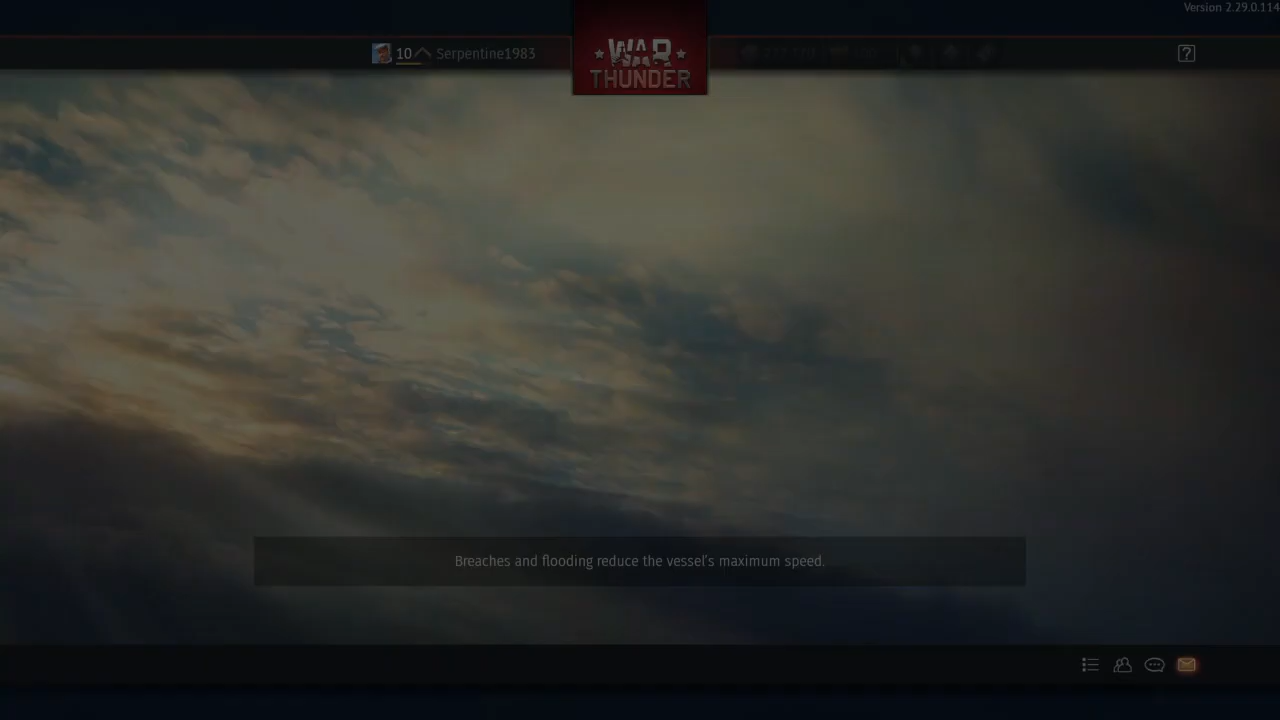 Version 2.29.0.114
10 Serpentine1983
WAR
THUNDER
?
Breaches and flooding reduce the vessel's maximum speed.